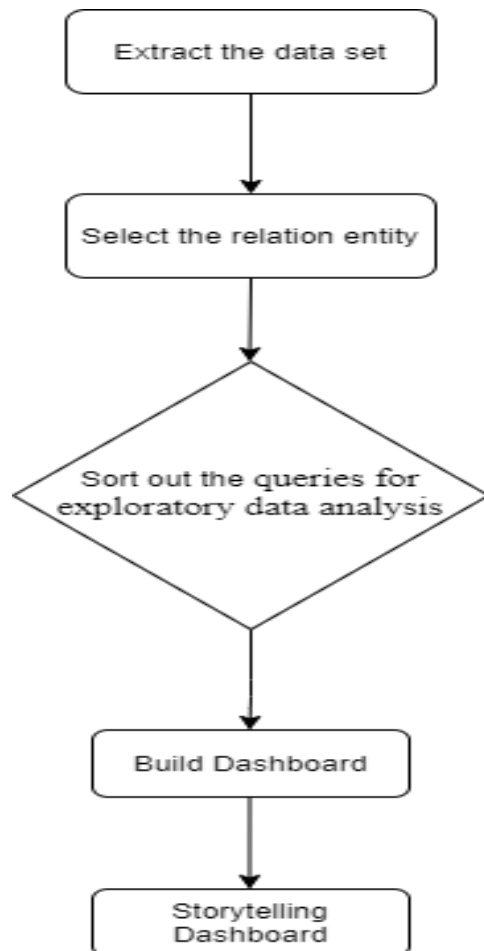 Extract the data set
Select the relation entity
Sort out the queries for
exploratory data analysis
Build Dashboard
Storytelling
Dashboard